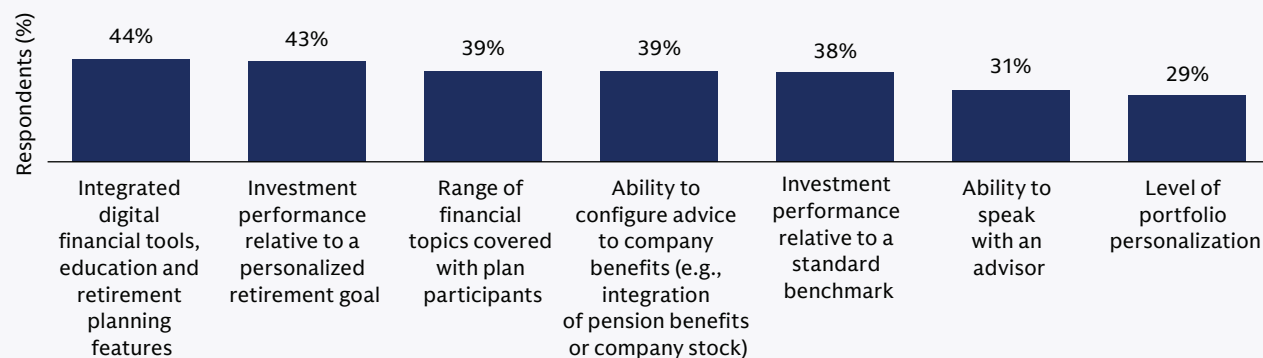 Respondents (%)
44%
43%
39%
39%
38%
31%
29%
Integrated
digital
financial tools,
education and
retirement
planning
features
Investment
performance
relative to a
personalized
retirement goal
Range of
financial
topics covered
with plan
participants
Ability to
configure advice
to company
benefits (e.g.,
integration
of pension benefits
or company stock)
Investment
performance
relative to a
standard
benchmark
Ability to
speak
with an
advisor
Level of
portfolio
personalization